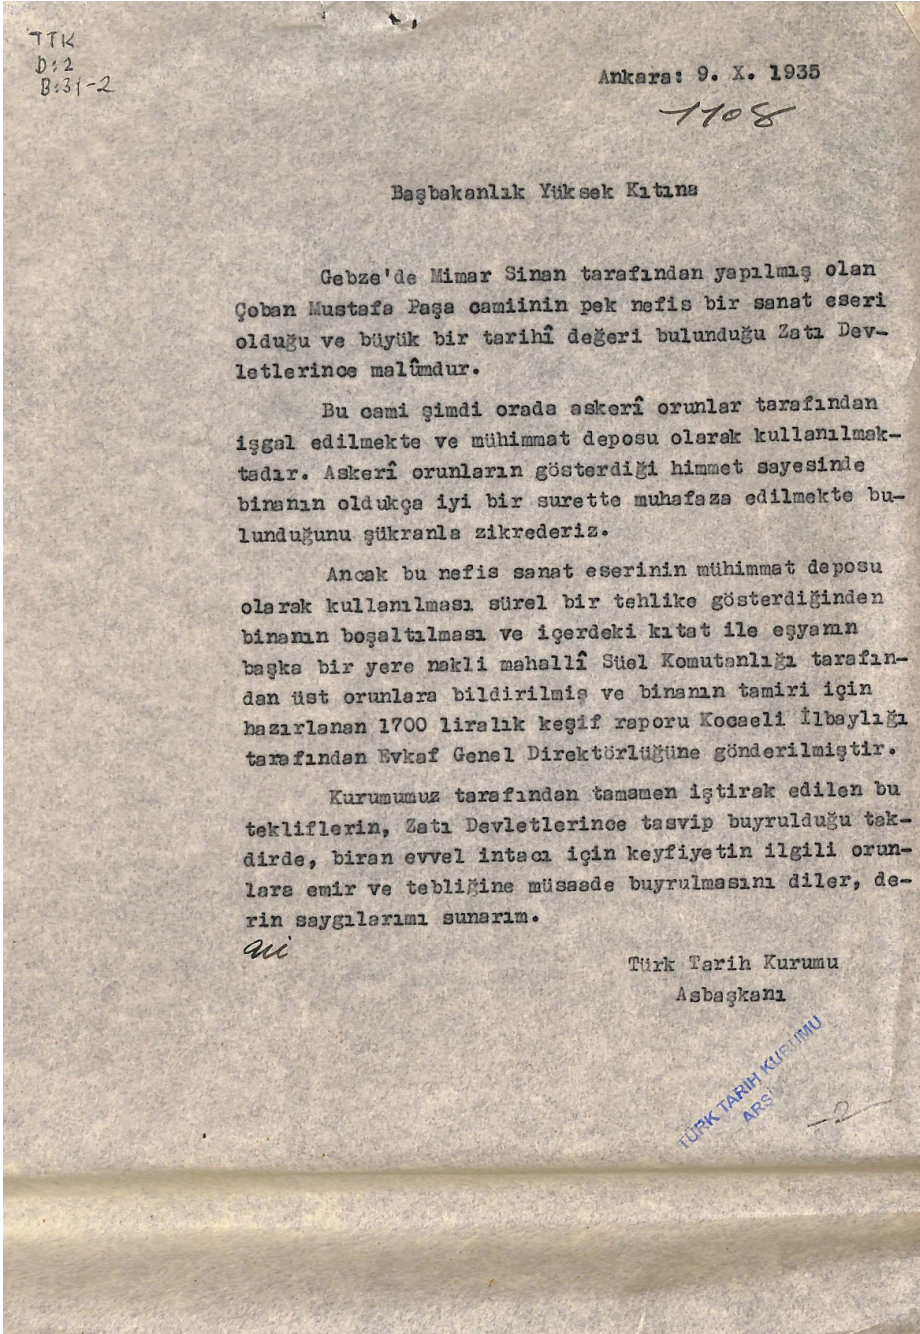 TTK
D:2
B:31-2
Ankara: 9. X. 1935
1108
Başbakanlık Yüksek Kıtına
Gebze'de Mimar Sinan tarafından yapılmış olan
Çoban Mustafa Paşa camiinin pek nefis bir sanat eseri
olduğu ve büyük bir tarihî değeri bulunduğu Zatı Dev-
letlerince malûmdur.
Bu cami şimdi orada askerî orunlar tarafından
işgal edilmekte ve mühimmat deposu olarak kullanılmak-
tadır. Askerî orunların gösterdiği himmet sayesinde
binanın oldukça iyi bir surette muhafaza edilmekte bu-
lunduğunu şükranla zikrederiz.
Ancak bu nefis sanat eserinin mühimmat deposu
olarak kullanılması sürel bir tehlike gösterdiğinden
binanın boşaltılması ve içerdeki kıtat ile eşyanın
başka bir yere nakli mahallî Süel Komutanlığı tarafın-
dan üst orunlara bildirilmiş ve binanın tamiri için
hazırlanan 1700 liralık keşif raporu Kocaeli İlbaylığı
tarafından Evkaf Genel Direktörlüğüne gönderilmiştir.
Kurumumuz tarafından tamamen iştirak edilen bu
tekliflerin, Zatı Devletlerince tasvip buyrulduğu tak-
dirde, biran evvel intacı için keyfiyetin ilgili orun-
lara emir ve tebliğine müsaade buyrulmasını diler, de-
rin saygılarımı sunarım.
Türk Tarih Kurumu
Asbaşkanı
TÜRK TARIH KURUMU
ARŞİVİ
-2